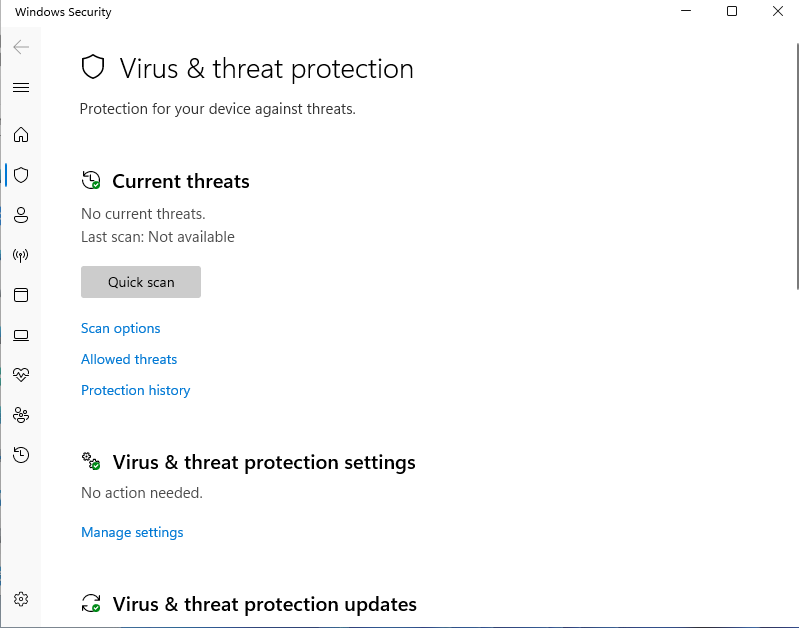 Windows Security
Virus & threat protection
Protection for your device against threats.
Current threats
No current threats.
Last scan: Not available
Quick scan
Scan options
Allowed threats
Protection history
Virus & threat protection settings
No action needed.
Manage settings
Virus & threat protection updates